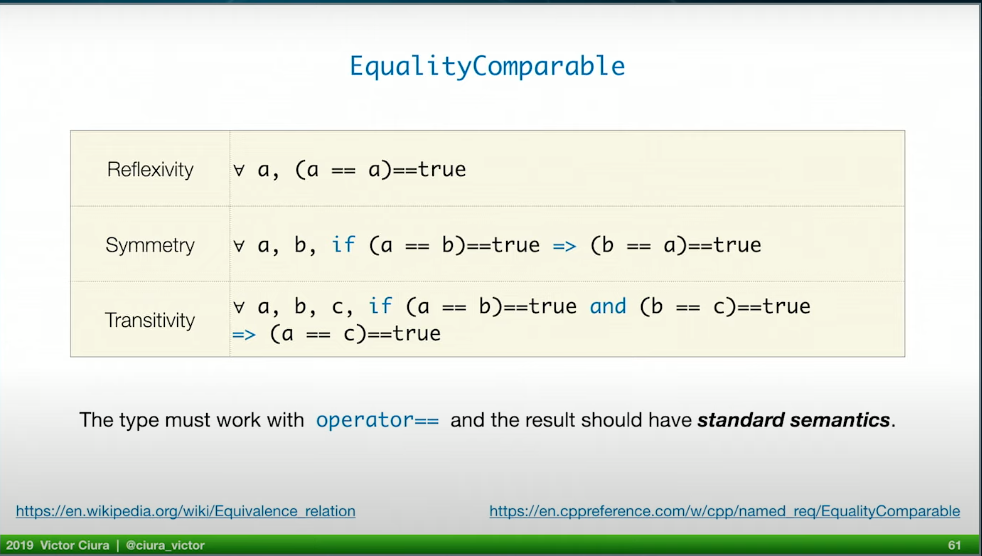 EqualityComparable
Reflexivity ∀ a, (a == a)==true
Symmetry ∀ a, b, if (a == b)==true => (b == a)==true
Transitivity ∀ a, b, c, if (a == b)==true and (b == c)==true
=> (a == c)==true
The type must work with operator== and the result should have standard semantics.
https://en.wikipedia.org/wiki/Equivalence_relation https://en.cppreference.com/w/cpp/named_req/EqualityComparable
2019 Victor Ciura | @ciura_victor 61